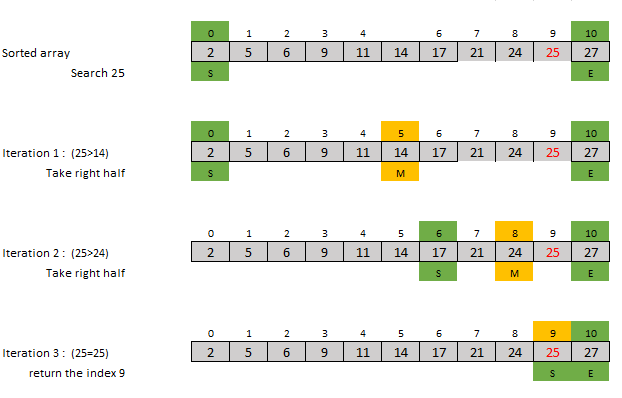 0 1 2 3 4 6 7 8 9 10
Sorted array 2 5 6 9 11 14 17 21 24 25 27
Search 25 S E
0 1 2 3 4 5 6 7 8 9 10
Iteration 1 : (25>14) 2 5 6 9 11 14 17 21 24 25 27
Take right half S M E
0 1 2 3 4 5 6 7 8 9 10
Iteration 2 : (25>24) 2 5 6 9 11 14 17 21 24 25 27
Take right half S M E
0 1 2 3 4 5 6 7 8 9 10
Iteration 3 : (25=25) 2 5 6 9 11 14 17 21 24 25 27
return the index 9 S E